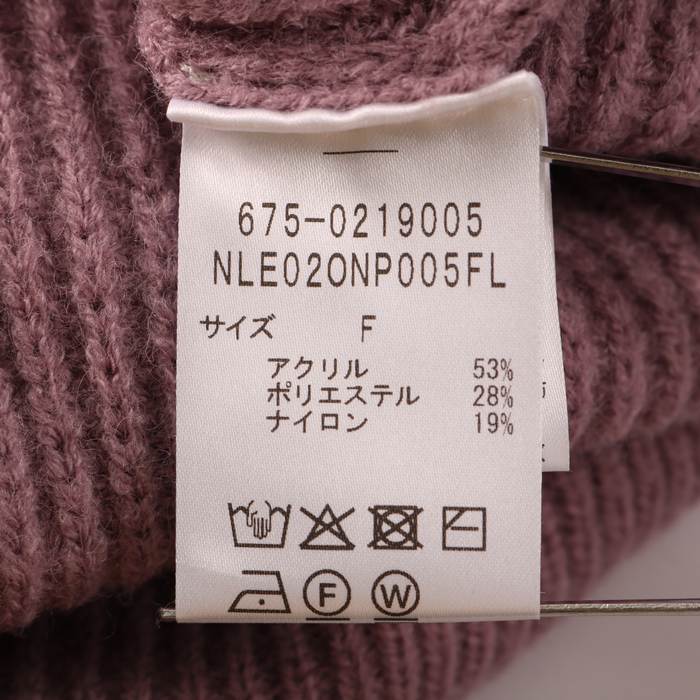 675-0219005
NLE02ONP005FL
サイズ F
アクリル 53%
ポリエステル 28%
ナイロン 19%
F W